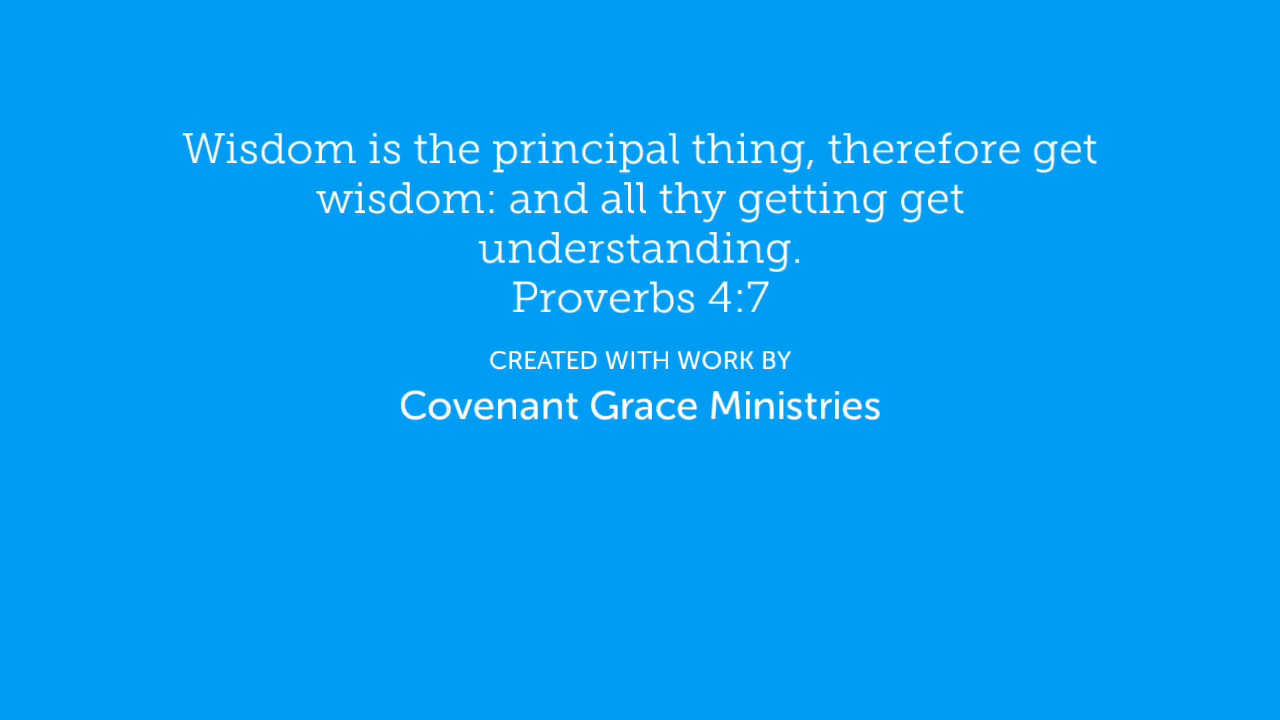 Wisdom is the principal thing, therefore get
wisdom: and all thy getting get
understanding.
Proverbs 4:7
CREATED WITH WORK BY
Covenant Grace Ministries